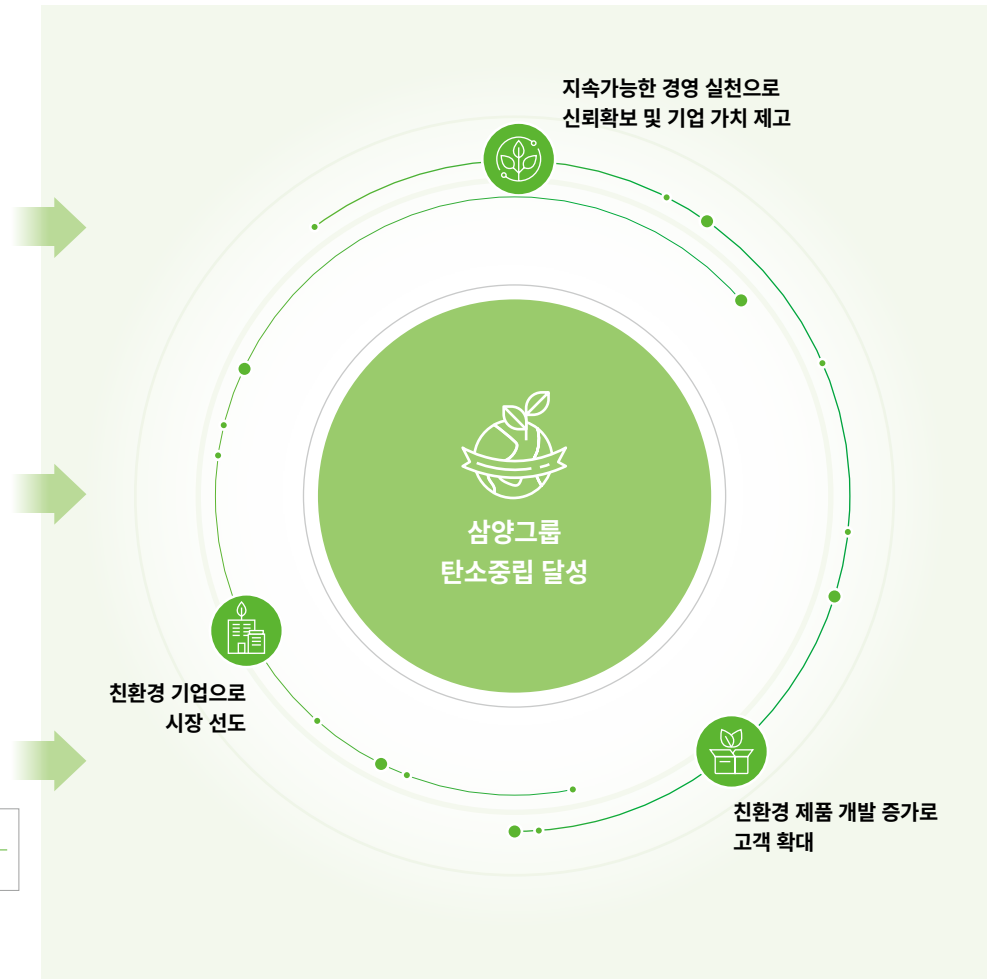 지속가능한 경영 실천으로
신뢰확보 및 기업 가치 제고
삼양그룹
탄소중립 달성
친환경 기업으로
시장 선도
친환경 제품 개발 증가로
고객 확대